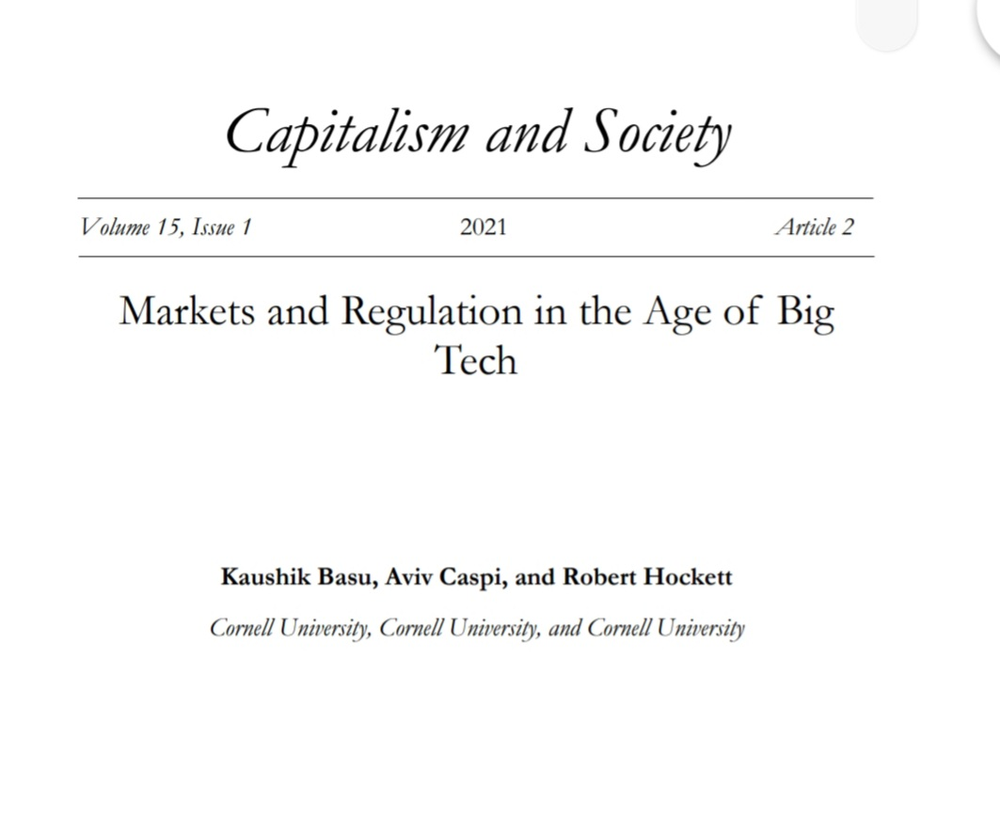 Capitalism and Society
Volume 15, Issue 1 2021 Article 2
Markets and Regulation in the Age of Big
Tech
Kaushik Basu, Aviv Caspi, and Robert Hockett
Cornell University, Cornell University, and Cornell University